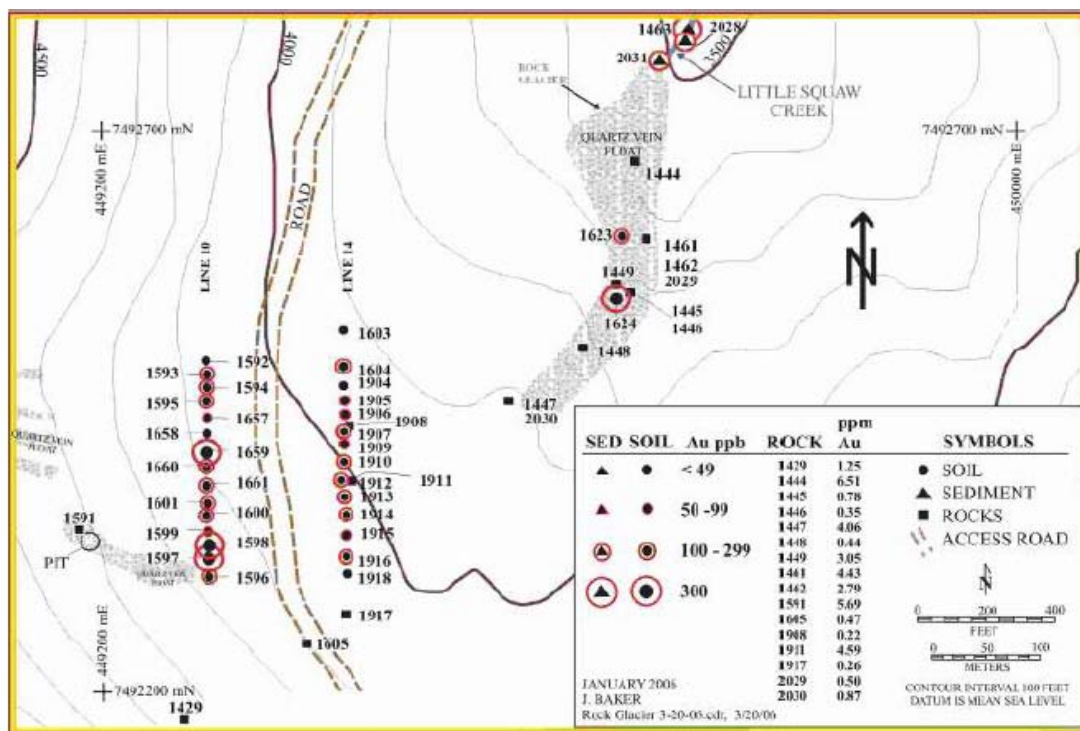 4500
4000
1463
2028
2031
3500
ROCK
GLACIER
LITTLE SQUAW
CREEK
7492700 mN
449200 mE
QUARTZ VEIN
FLOAT
1444
7492700 mN
450000 mE
ROAD
LINE 10
LINE 14
1623
1461
1462
2029
1449
1445
1446
1624
1448
1447
2030
1603
1592
1593
1594
1595
1657
1658
1659
1660
1661
1601
1600
1599
1598
1597
1596
1604
1904
1905
1906
1908
1907
1909
1910
1911
1912
1913
1914
1915
1916
1918
1917
1605
QUARTZ VEIN
FLOAT
1591
PIT
QUARTZ VEIN
FLOAT
449200 mE
7492200 mN
1429
ppm
SED SOIL Au ppb ROCK Au SYMBOLS
< 49
50 -99
100 - 299
300
1429 1.25
1444 6.51
1445 0.78
1446 0.35
1447 4.06
1448 0.44
1449 3.05
1461 4.43
1462 2.79
1591 5.69
1605 0.47
1908 0.22
1911 4.59
1917 0.26
2029 0.50
2030 0.87
SOIL
SEDIMENT
ROCKS
ACCESS ROAD
N
0 200 400
FEET
0 50 100
METERS
CONTOUR INTERVAL 100 FEET
DATUM IS MEAN SEA LEVEL
JANUARY 2006
J. BAKER
Rock Glacier 3-20-06.cdr, 3/20/06
N